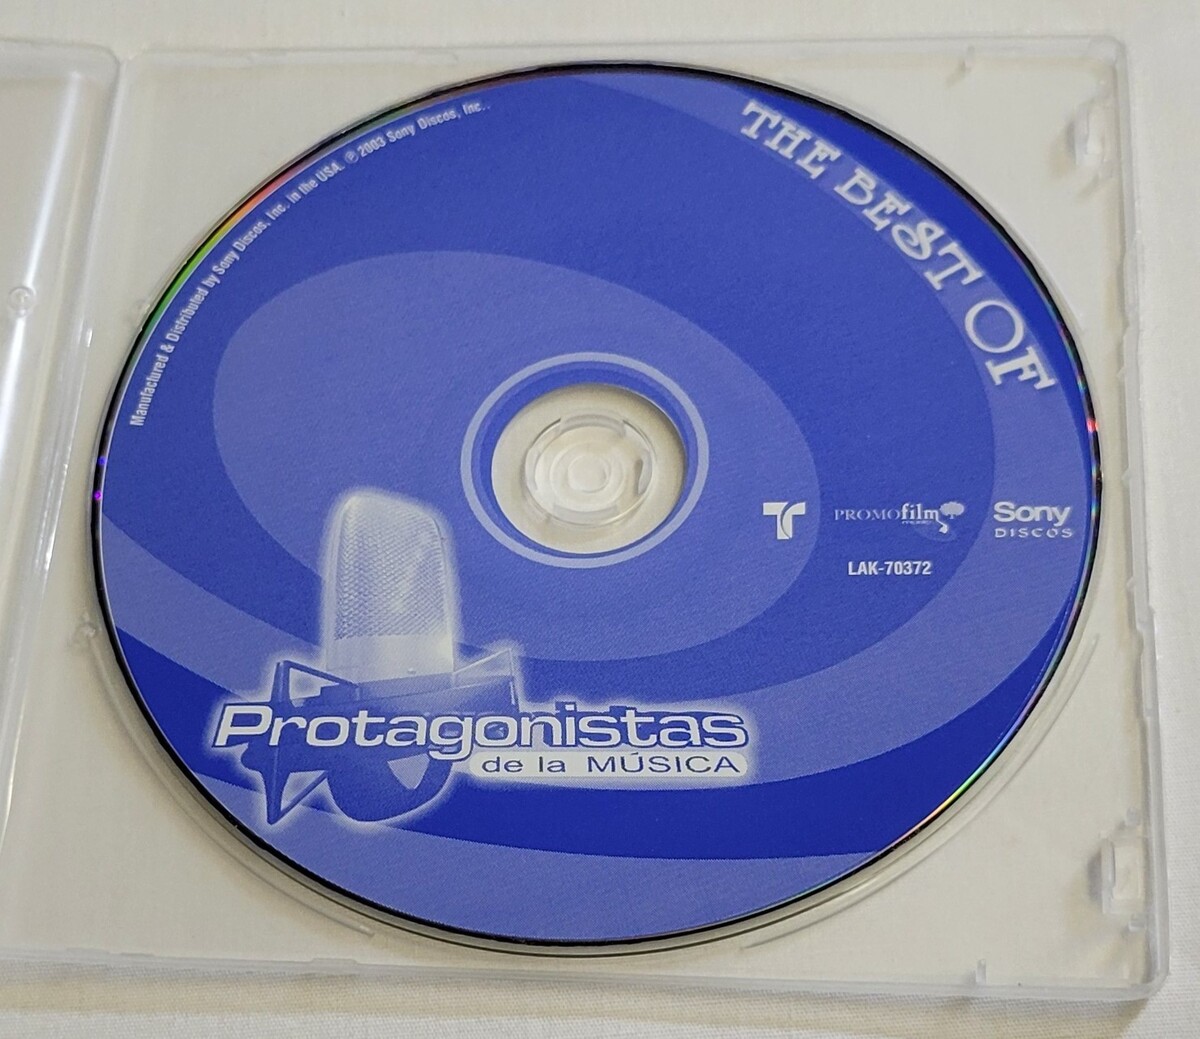 Manufactured & Distributed by Sony Discos, Inc. in the USA. ℗ 2003 Sony Discos, Inc..
THE BEST OF
PROMOfilm
Sony
DISCOS
LAK-70372
Protagonistas
de la MÚSICA